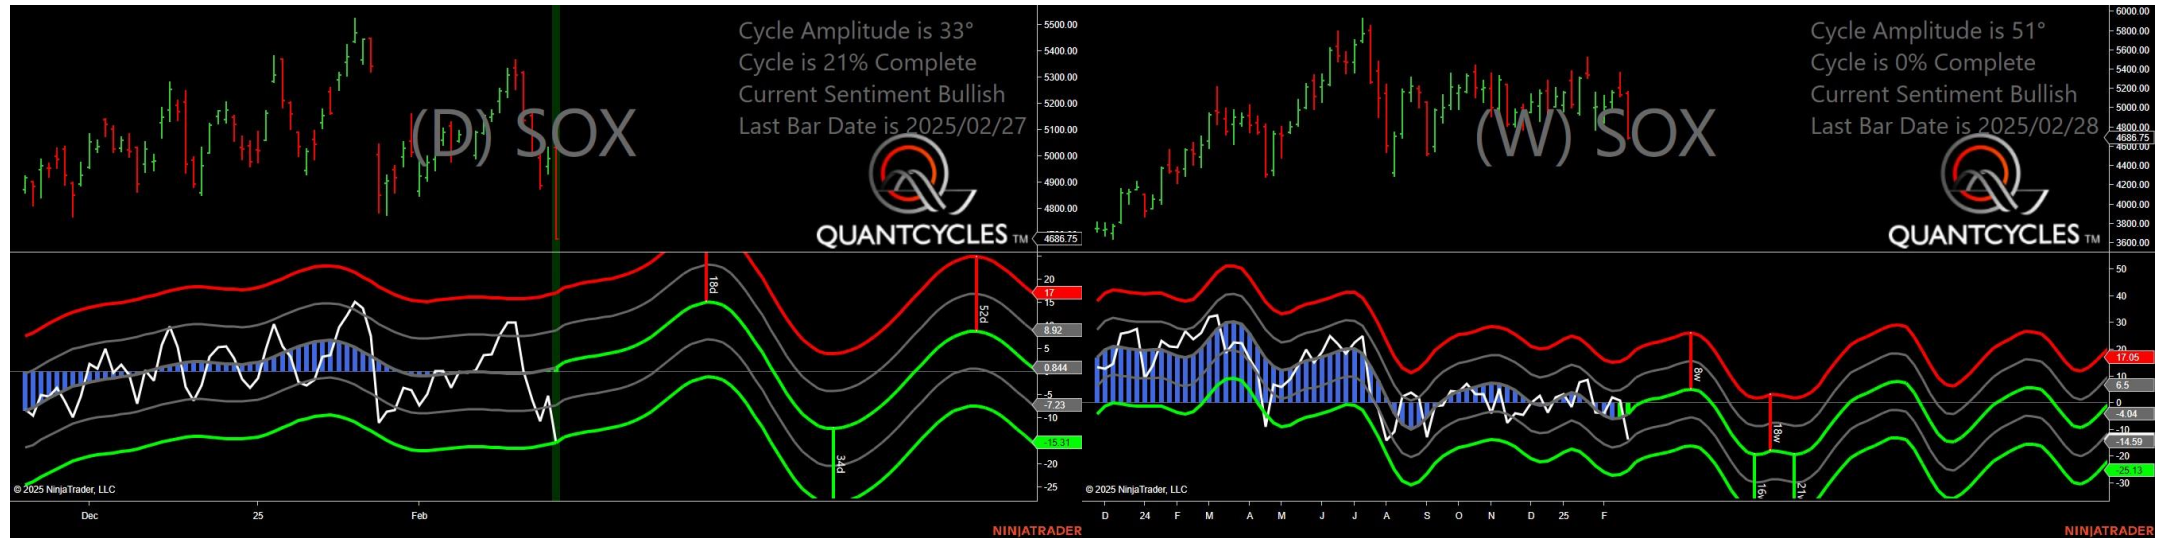 Cycle Amplitude is 33°
Cycle is 21% Complete
Current Sentiment Bullish
Last Bar Date is 2025/02/27
(D) SOX
QUANTCYCLES TM
5500.00
5400.00
5300.00
5200.00
5100.00
5000.00
4900.00
4800.00
4686.75
18d
34d
52d
20
17
15
8.92
5
0.844
-5
-7.23
-10
-15.31
-20
-25
© 2025 NinjaTrader, LLC
Dec
25
Feb
NINJATRADER
Cycle Amplitude is 51°
Cycle is 0% Complete
Current Sentiment Bullish
Last Bar Date is 2025/02/28
(W) SOX
QUANTCYCLES TM
6000.00
5800.00
5600.00
5400.00
5200.00
5000.00
4800.00
4686.75
4600.00
4400.00
4200.00
4000.00
3800.00
3600.00
8w
18w
50
40
30
20
17.05
10
6.5
0
-4.04
-10
-14.59
-20
-25.13
-30
© 2025 NinjaTrader, LLC
D 24 F M A M J J A S O N D 25 F
NINJATRADER